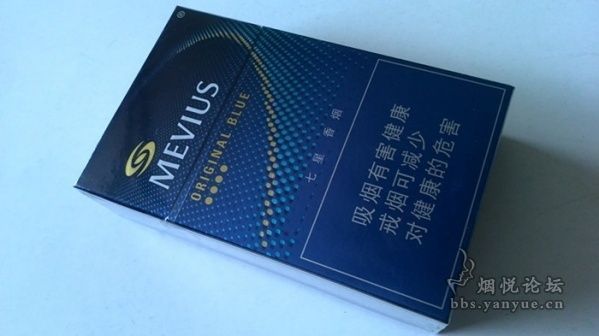 ®
MEVIUS
ORIGINAL BLUE
七星 香烟
吸烟有害健康
戒烟可减少
对健康的危害
烟悦论坛
bbs.yanyue.cn